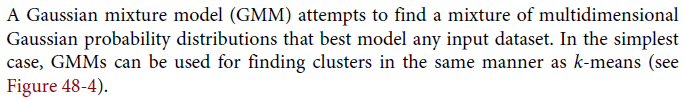 A Gaussian mixture model (GMM) attempts to find a mixture of multidimensional
Gaussian probability distributions that best model any input dataset. In the simplest
case, GMMs can be used for finding clusters in the same manner as k-means (see
Figure 48-4).